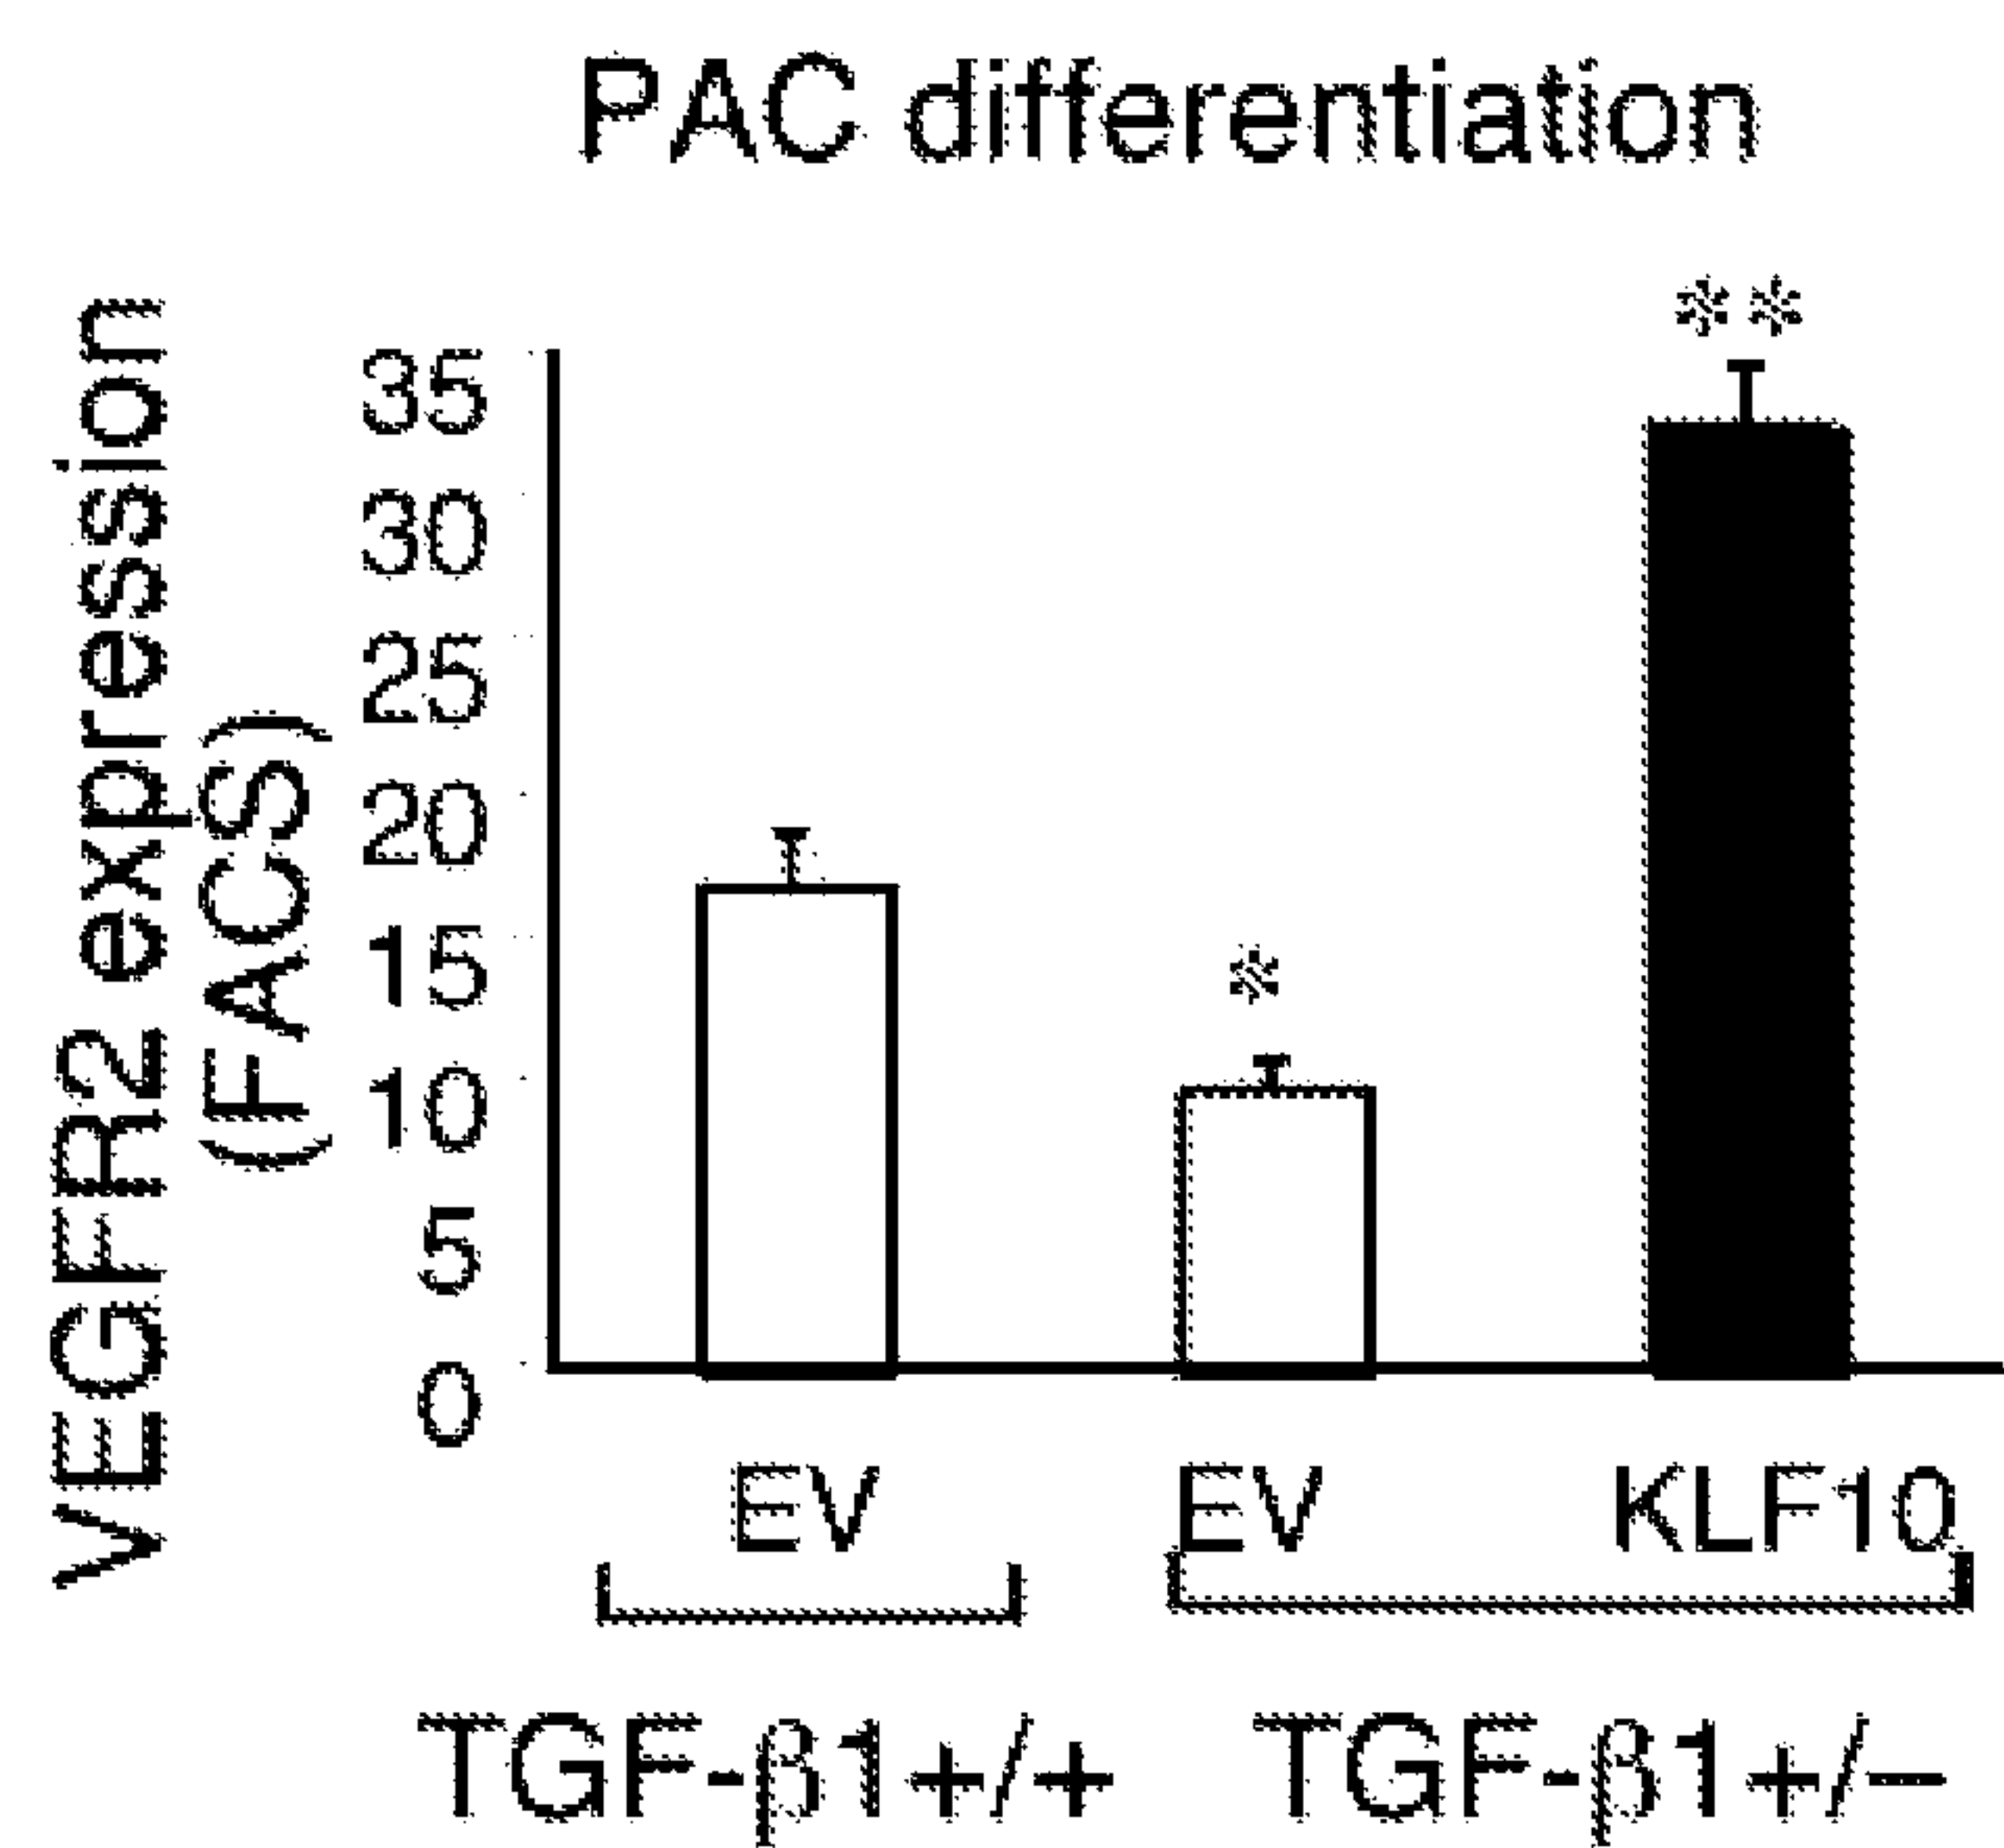 PAC differentiation
VEGFR2 expression
(FACS)
35
30
25
20
15
10
5
0
**
*
EV
EV
KLF10
TGF-β1+/+
TGF-β1+/−